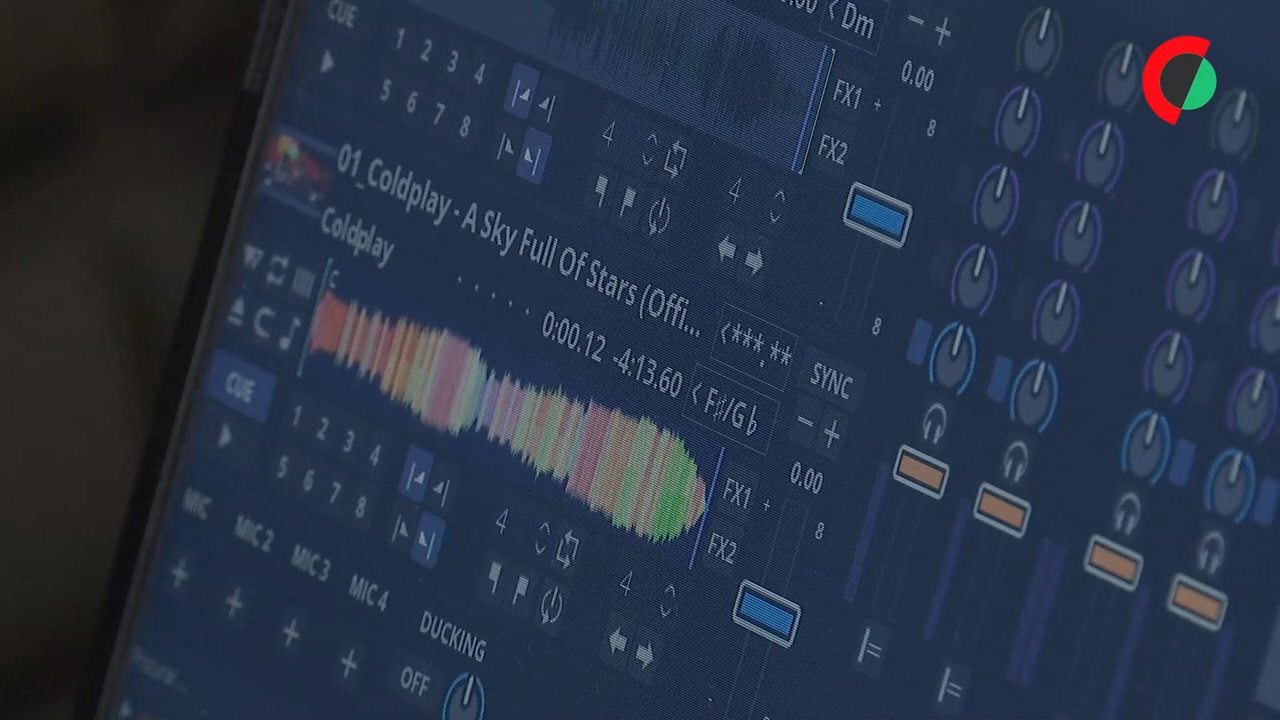 CUE
1 2 3 4
5 6 7 8
4
4
Dm
0.00
FX1 +
FX2
8
8
01_Coldplay - A Sky Full Of Stars (Offi...
Coldplay
C
0:00.12 -4:13.60
<***.**
< F♯/G♭
SYNC
- +
0.00
FX1 +
FX2
8
CUE
1 2 3 4
5 6 7 8
4
4
MIC MIC 2 MIC 3 MIC 4
+ + + +
DUCKING
OFF